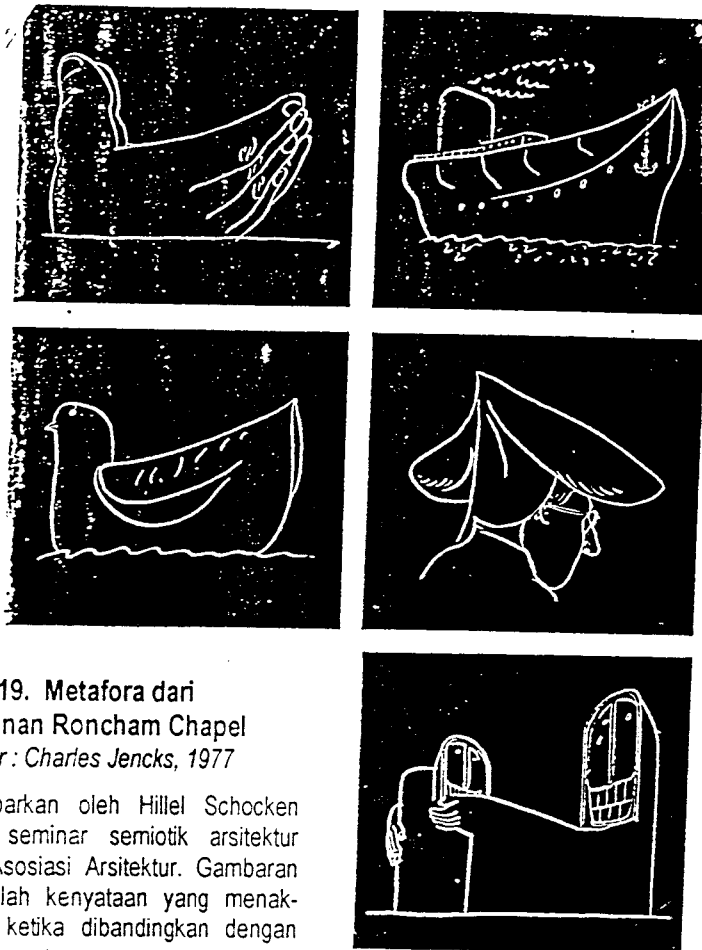 19. Metafora dari
nan Roncham Chapel
r : Charles Jencks, 1977
barkan oleh Hillel Schocken
seminar semiotik arsitektur
Asosiasi Arsitektur. Gambaran
lah kenyataan yang menak-
ketika dibandingkan dengan